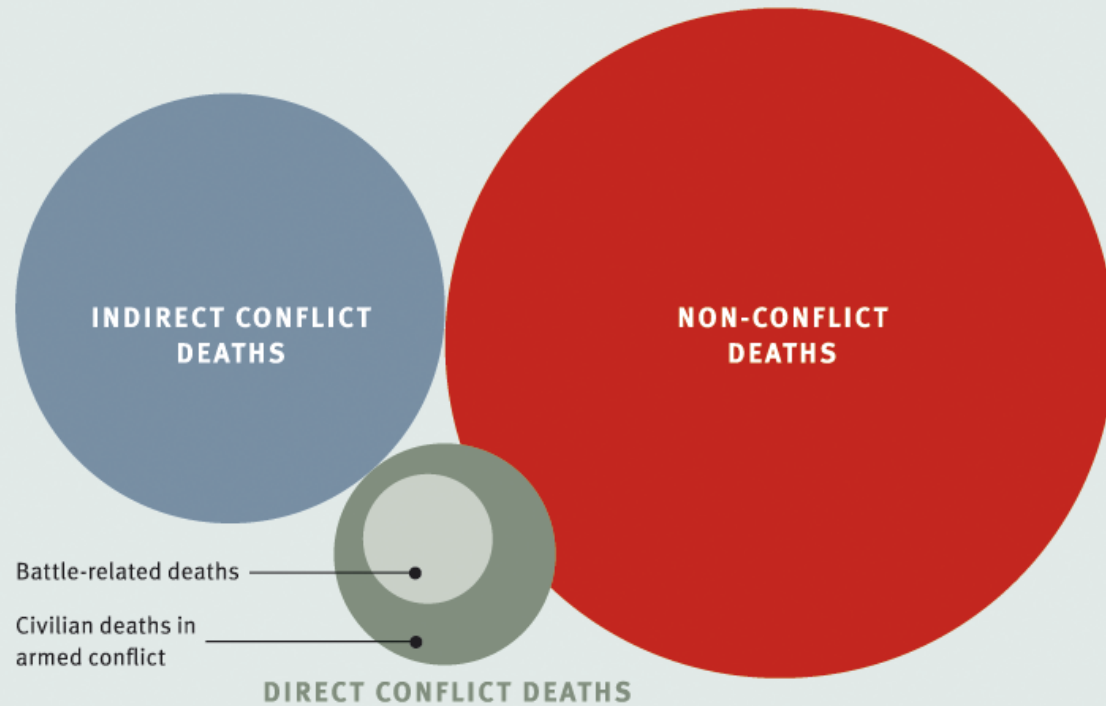 INDIRECT CONFLICT
DEATHS
NON-CONFLICT
DEATHS
Battle-related deaths
Civilian deaths in
armed conflict
DIRECT CONFLICT DEATHS